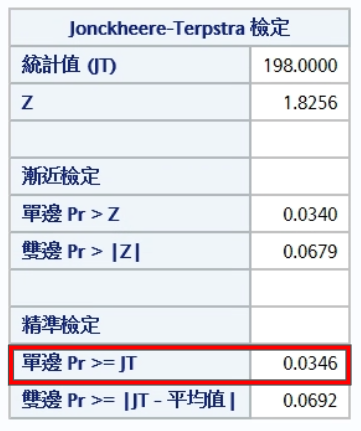 Jonckheere-Terpstra 檢定
統計值 (JT) 198.0000
Z 1.8256
漸近檢定
單邊 Pr > Z 0.0340
雙邊 Pr > |Z| 0.0679
精準檢定
單邊 Pr >= JT 0.0346
雙邊 Pr >= |JT - 平均值| 0.0692